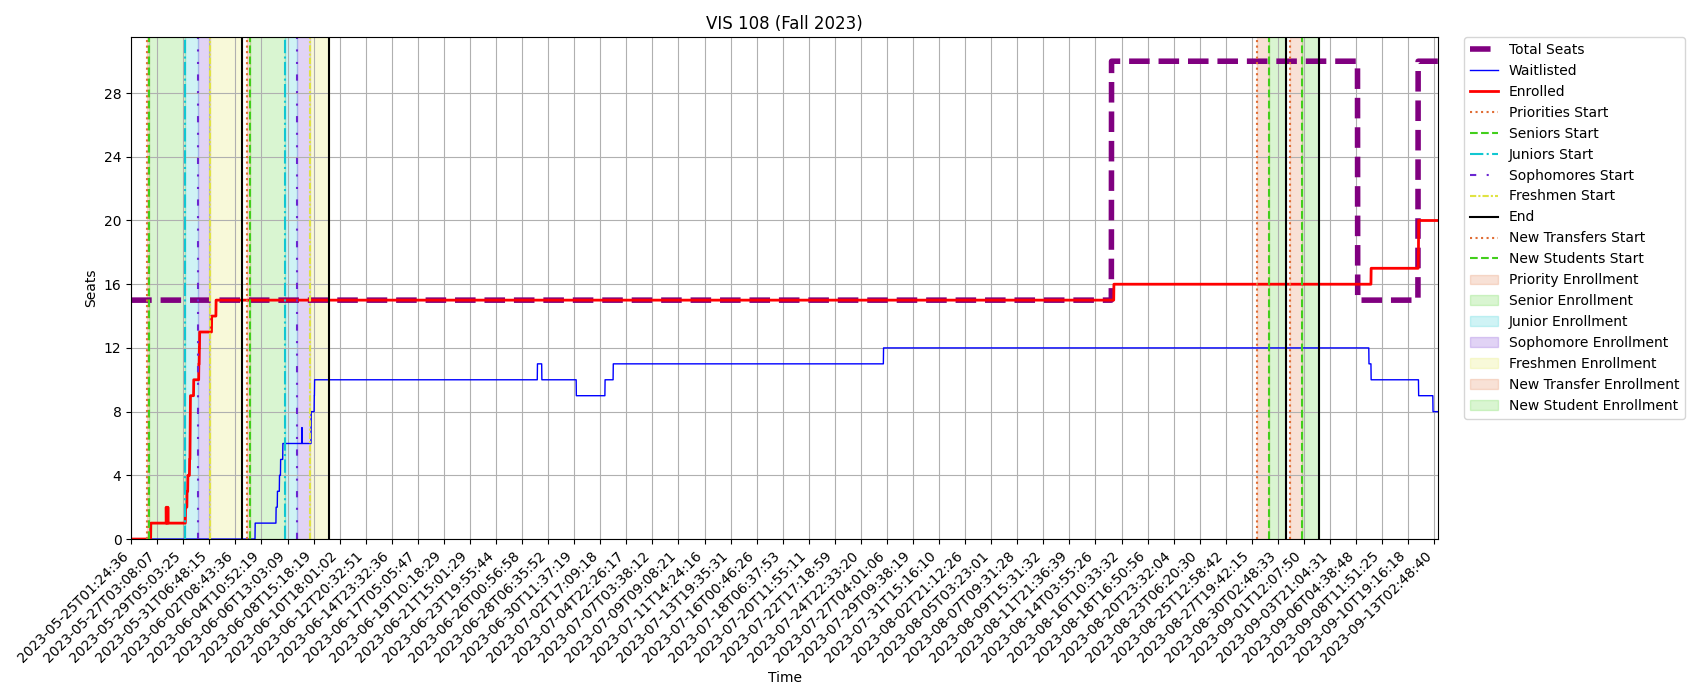 VIS 108 (Fall 2023)
Seats
28
24
20
16
12
8
4
0
2023-05-25T01:24:36
2023-05-27T03:08:07
2023-05-29T05:03:25
2023-05-31T06:48:15
2023-06-02T08:43:36
2023-06-04T10:52:19
2023-06-06T13:03:09
2023-06-08T15:18:19
2023-06-10T18:01:02
2023-06-12T20:32:51
2023-06-14T23:32:36
2023-06-17T05:05:47
2023-06-19T10:18:29
2023-06-21T15:01:29
2023-06-23T19:55:44
2023-06-26T00:56:58
2023-06-28T06:35:52
2023-06-30T11:37:19
2023-07-02T17:09:18
2023-07-04T22:26:17
2023-07-07T03:38:12
2023-07-09T09:08:21
2023-07-11T14:24:16
2023-07-13T19:35:31
2023-07-16T00:46:26
2023-07-18T06:37:53
2023-07-20T11:55:11
2023-07-22T17:18:59
2023-07-24T22:33:20
2023-07-27T04:01:06
2023-07-29T09:38:19
2023-07-31T15:16:10
2023-08-02T21:12:26
2023-08-05T03:23:01
2023-08-07T09:31:28
2023-08-09T15:31:32
2023-08-11T21:36:39
2023-08-14T03:55:26
2023-08-16T10:33:32
2023-08-18T16:50:56
2023-08-20T23:32:04
2023-08-23T06:20:30
2023-08-25T12:58:42
2023-08-27T19:42:15
2023-08-30T02:48:33
2023-09-01T12:07:50
2023-09-03T21:04:31
2023-09-06T04:38:48
2023-09-08T11:51:25
2023-09-10T19:16:18
2023-09-13T02:48:40
Time
Total Seats
Waitlisted
Enrolled
Priorities Start
Seniors Start
Juniors Start
Sophomores Start
Freshmen Start
End
New Transfers Start
New Students Start
Priority Enrollment
Senior Enrollment
Junior Enrollment
Sophomore Enrollment
Freshmen Enrollment
New Transfer Enrollment
New Student Enrollment